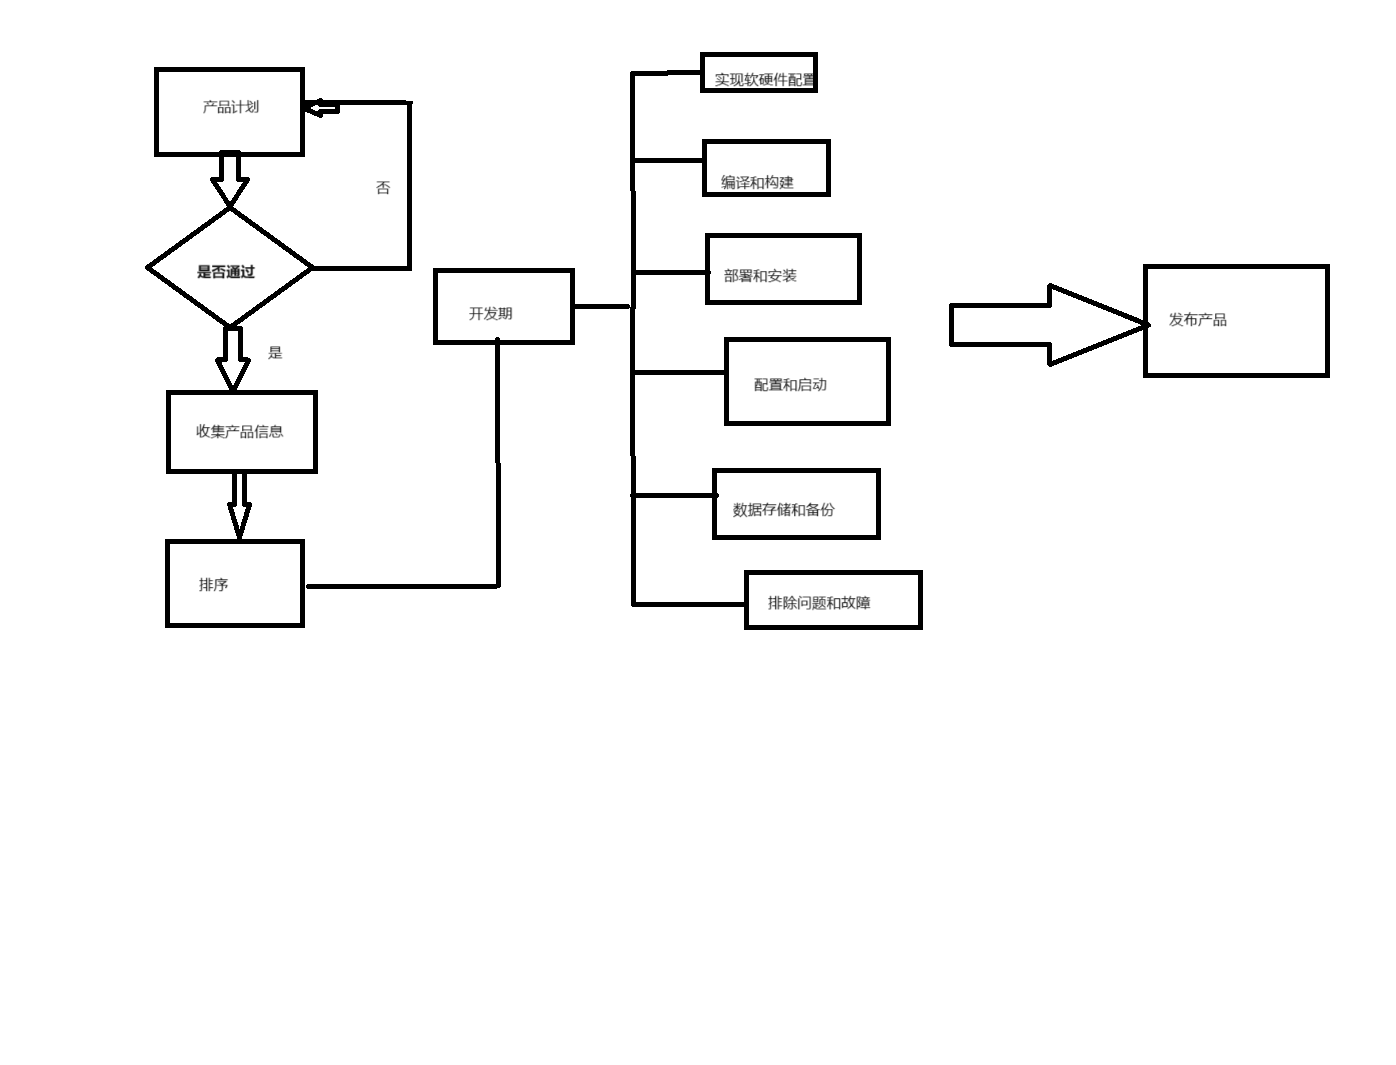 产品计划
否
是否通过
是
收集产品信息
排序
开发期
实现软硬件配置
编译和构建
部署和安装
配置和启动
数据存储和备份
排除问题和故障
发布产品